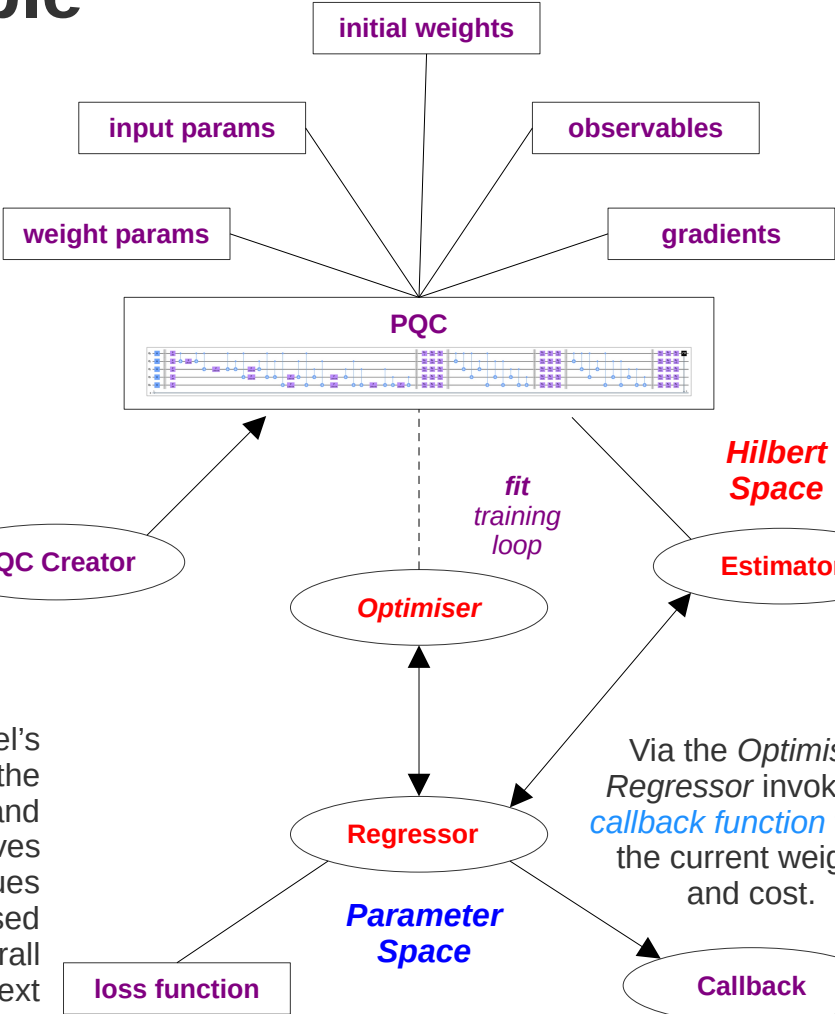 initial weights
input params
observables
weight params
gradients
PQC
Hilbert
Space
fit
training
loop
QC Creator
Estimator
Optimiser
el's
the
and
ves
ues
sed
rall
ext
Via the Optimis
Regressor invok
callback function
the current weig
and cost.
Regressor
Parameter
Space
loss function
Callback